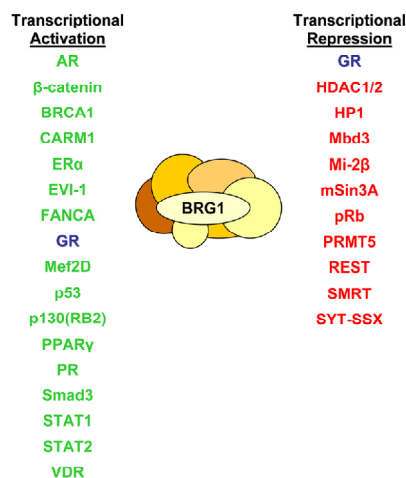 Transcriptional
Activation
AR
β-catenin
BRCA1
CARM1
ERα
EVI-1
FANCA
GR
Mef2D
p53
p130(RB2)
PPARγ
PR
Smad3
STAT1
STAT2
VDR
BRG1
Transcriptional
Repression
GR
HDAC1/2
HP1
Mbd3
Mi-2β
mSin3A
pRb
PRMT5
REST
SMRT
SYT-SSX